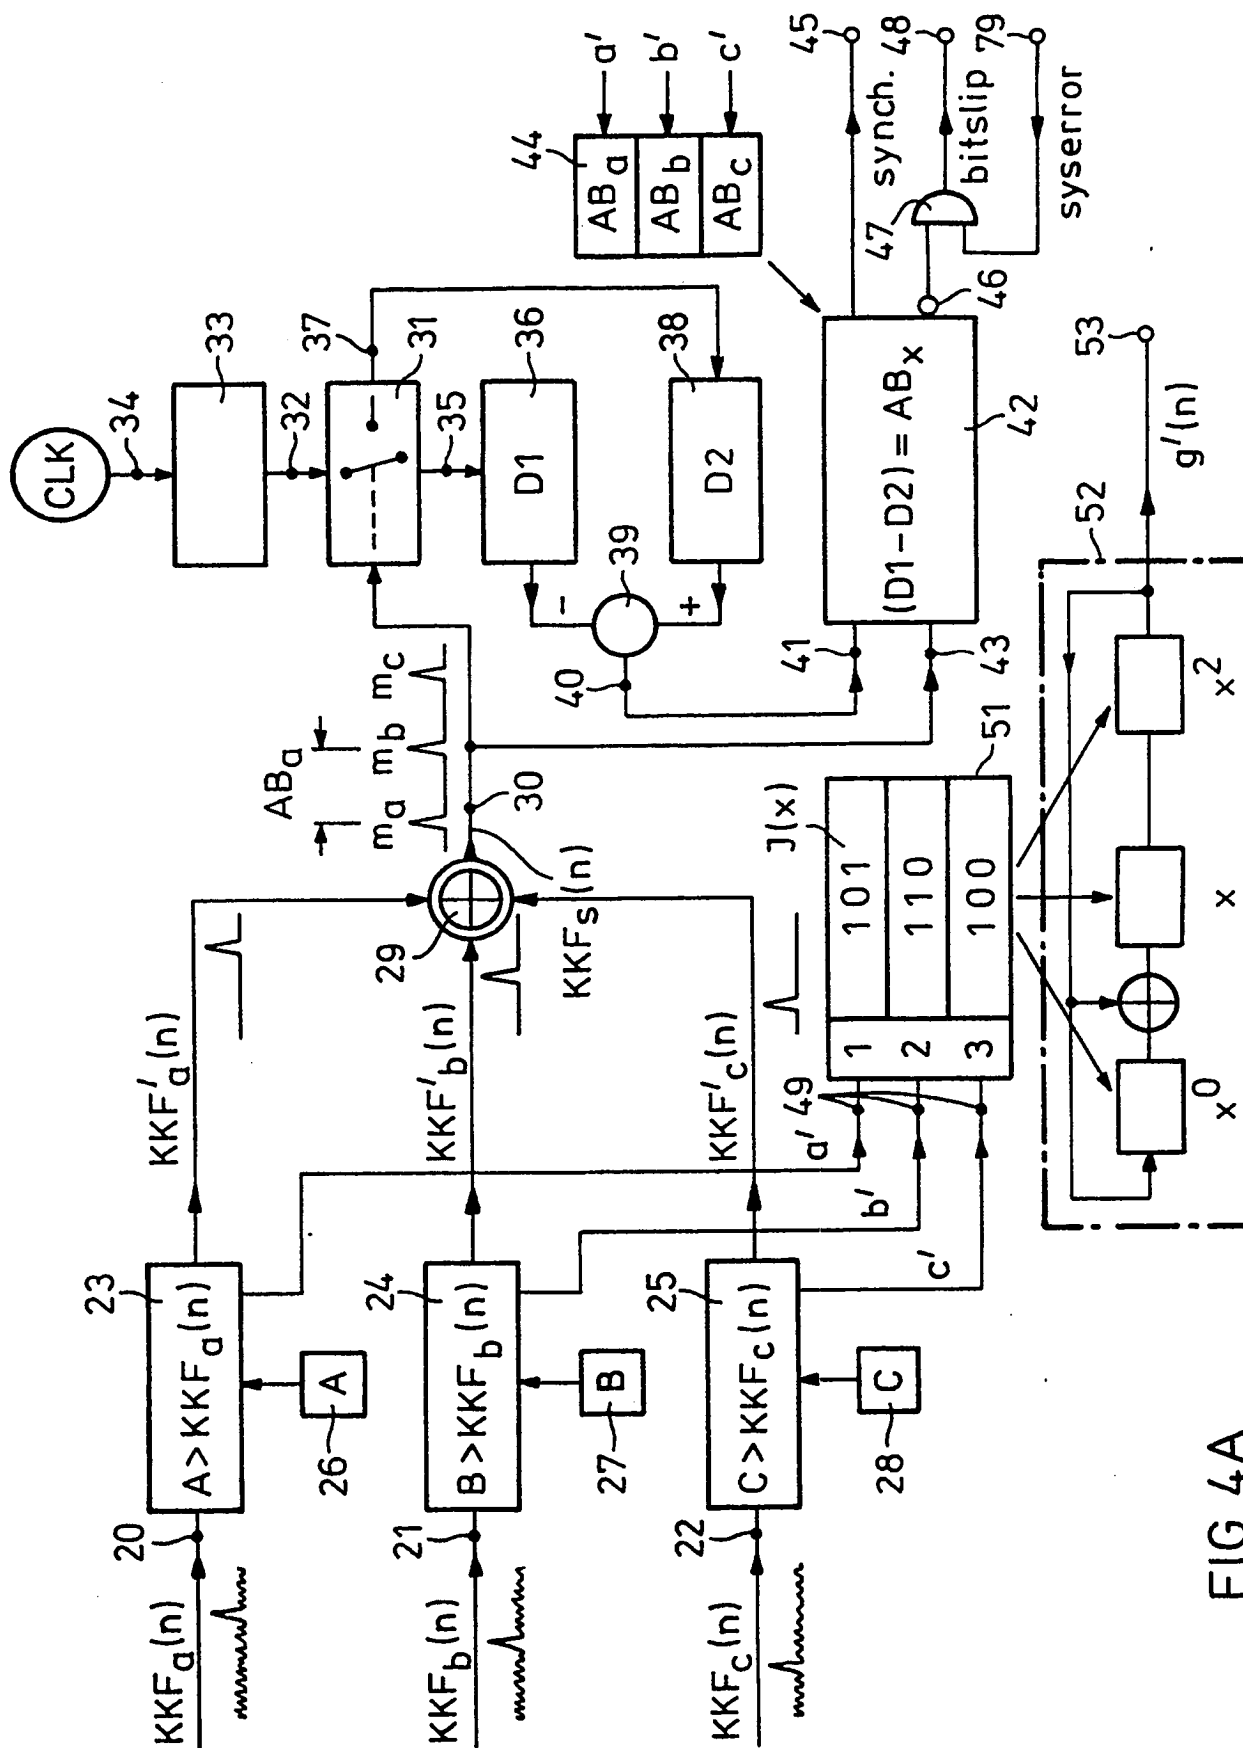 KKFa(n)
20
A > KKFa(n)
23
KKF'a(n)
A
26
KKFb(n)
21
B > KKFb(n)
24
KKF'b(n)
B
27
KKFc(n)
22
C > KKFc(n)
25
KKF'c(n)
C
28
29
KKFs(n)
30
ABa
ma
mb
mc
CLK
34
33
32
37
31
35
36
D1
38
D2
39
-
+
40
41
43
(D1-D2) = ABx
42
44
ABa
ABb
ABc
a'
b'
c'
45
synch.
46
47
48
bitslip
79
syserror
a'
49
b'
c'
1
101
2
110
3
100
J(x)
51
52
x0
x
x2
g'(n)
53
FIG 4A